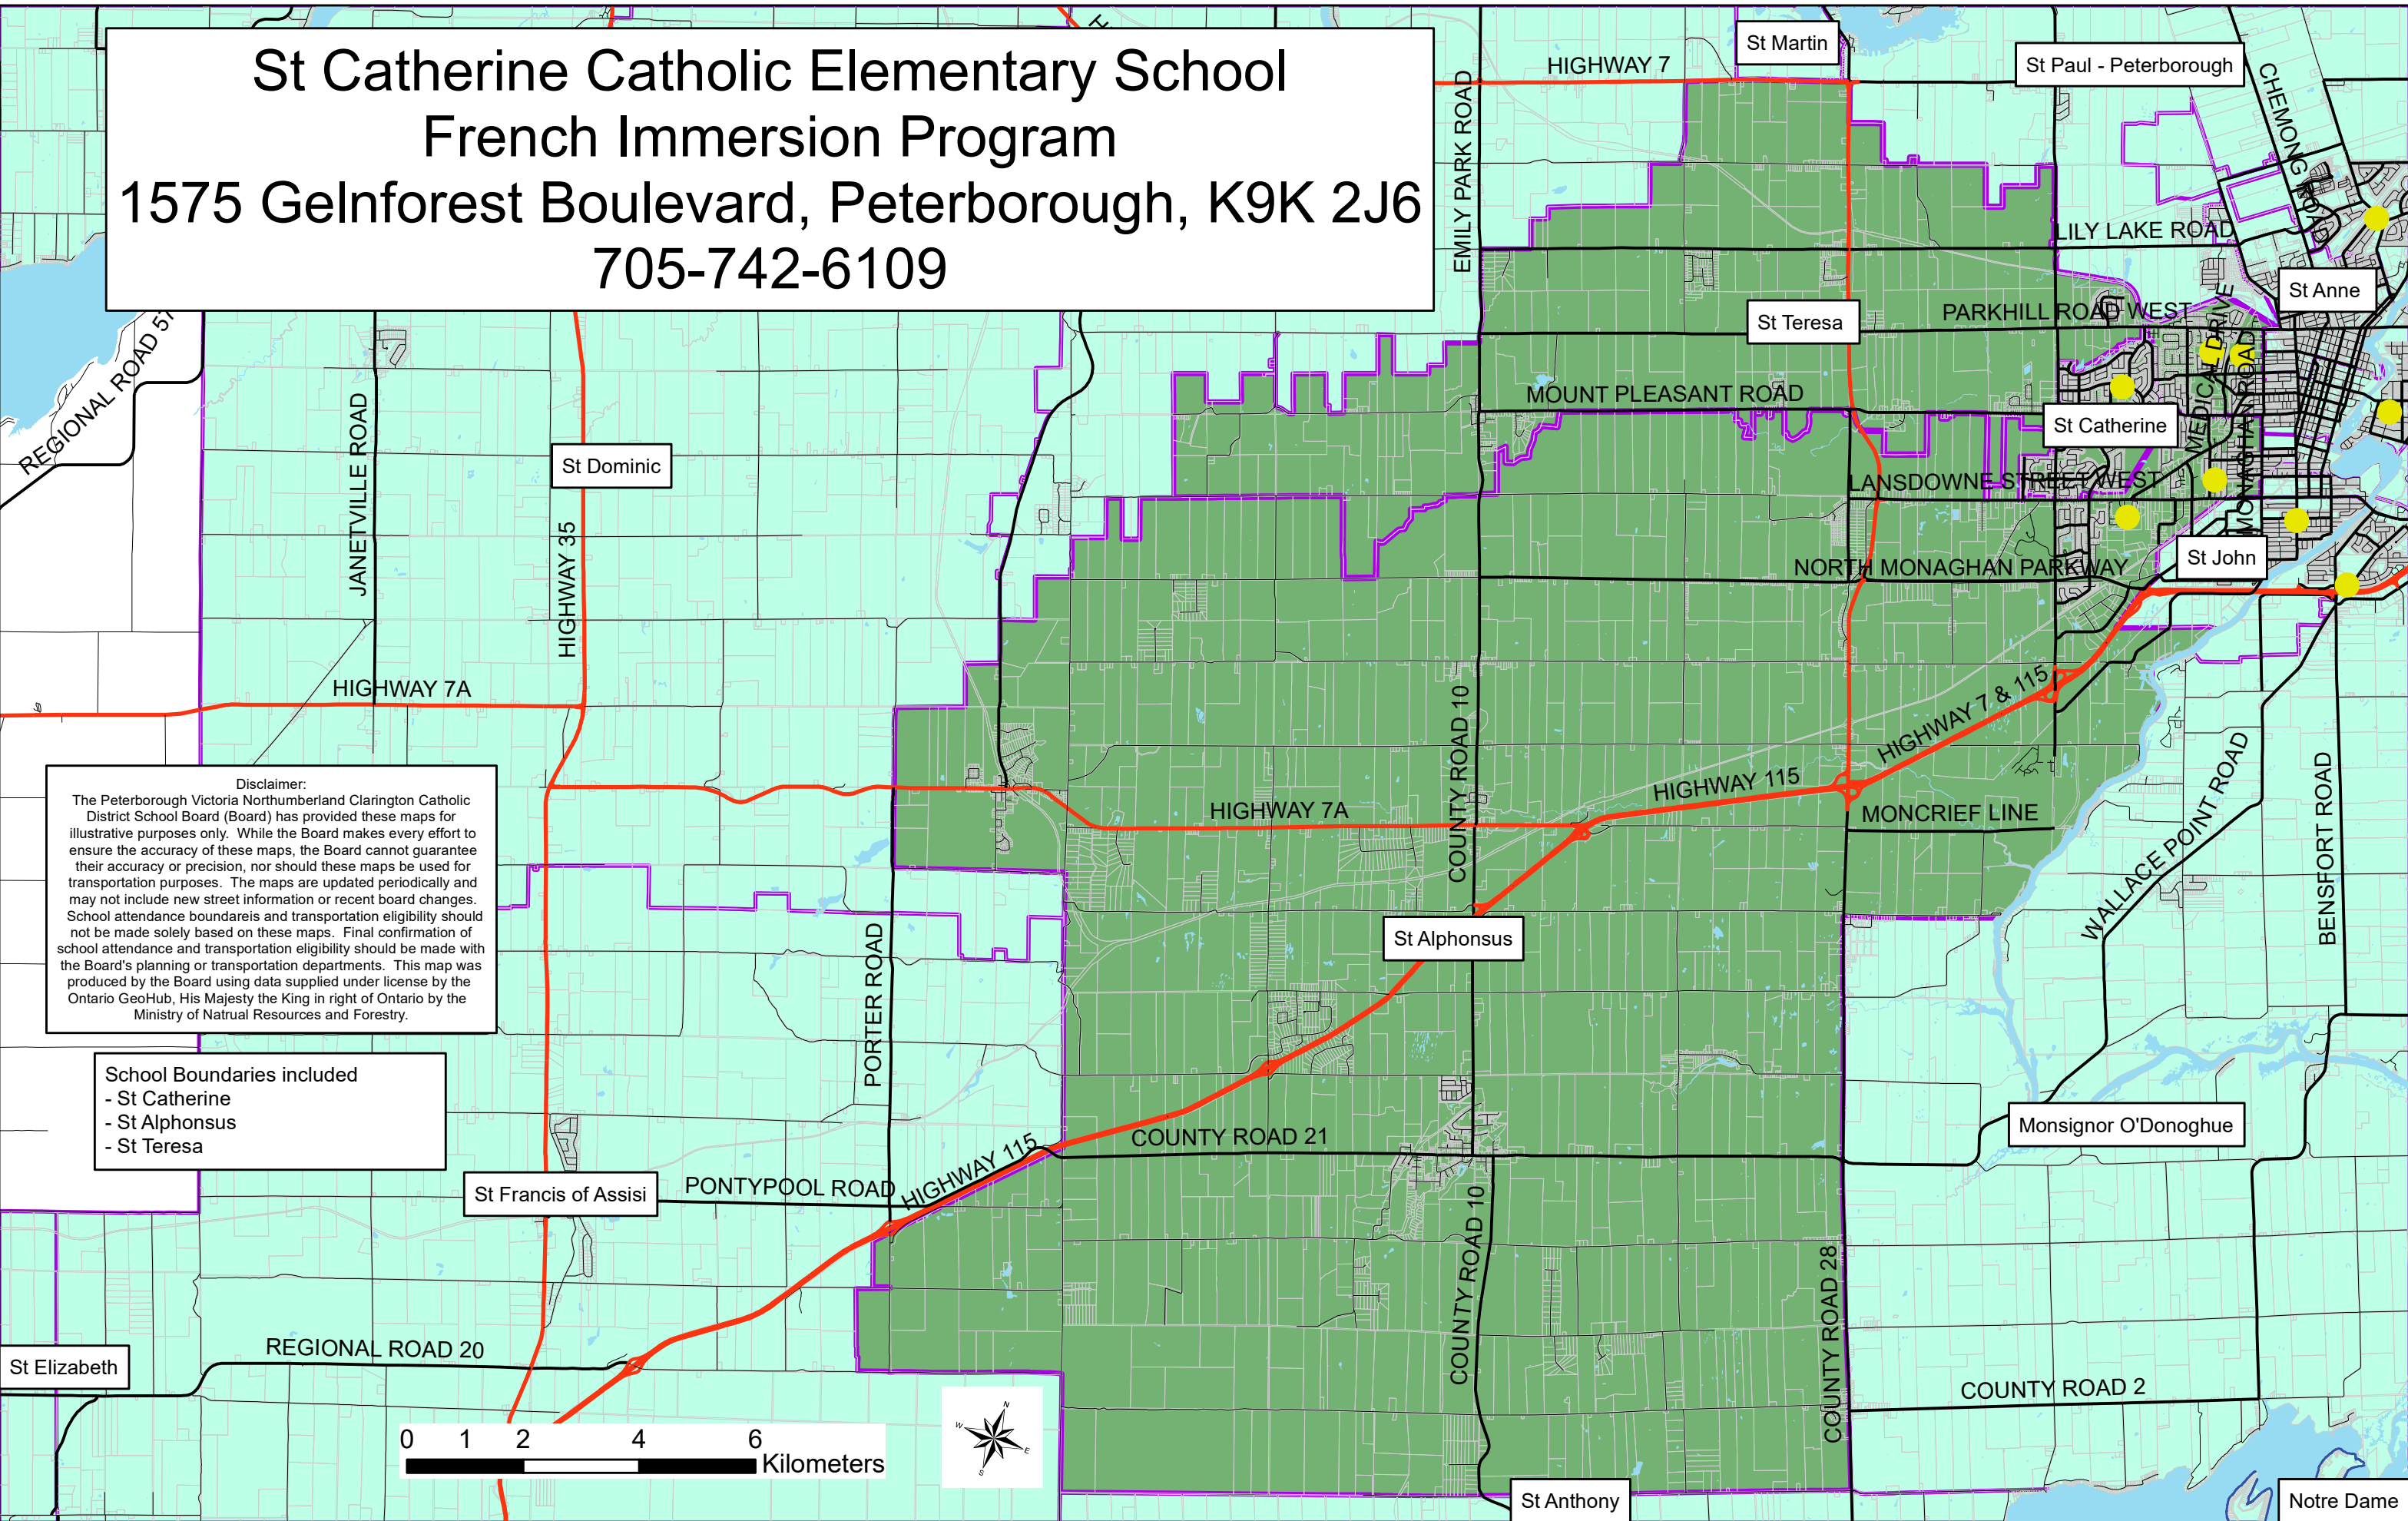 St Catherine Catholic Elementary School
French Immersion Program
1575 Gelnforest Boulevard, Peterborough, K9K 2J6
705-742-6109
HIGHWAY 7
St Martin
St Paul - Peterborough
CHEMONG ROAD
EMILY PARK ROAD
LILY LAKE ROAD
St Anne
PARKHILL ROAD WEST
St Teresa
REGIONAL ROAD 57
MOUNT PLEASANT ROAD
MEDICAL DRIVE
MONAGHAN ROAD
St Catherine
St Dominic
JANETVILLE ROAD
HIGHWAY 35
LANSDOWNE STREET WEST
St John
NORTH MONAGHAN PARKWAY
HIGHWAY 7A
COUNTY ROAD 10
HIGHWAY 7 & 115
HIGHWAY 115
HIGHWAY 7A
MONCRIEF LINE
WALLACE POINT ROAD
BENSFORT ROAD
Disclaimer:
The Peterborough Victoria Northumberland Clarington Catholic
District School Board (Board) has provided these maps for
illustrative purposes only.  While the Board makes every effort to
ensure the accuracy of these maps, the Board cannot guarantee
their accuracy or precision, nor should these maps be used for
transportation purposes.  The maps are updated periodically and
may not include new street information or recent board changes.
School attendance boundareis and transportation eligibility should
not be made solely based on these maps.  Final confirmation of
school attendance and transportation eligibility should be made with
the Board's planning or transportation departments.  This map was
produced by the Board using data supplied under license by the
Ontario GeoHub, His Majesty the King in right of Ontario by the
Ministry of Natrual Resources and Forestry.
St Alphonsus
PORTER ROAD
School Boundaries included
- St Catherine
- St Alphonsus
- St Teresa
Monsignor O'Donoghue
COUNTY ROAD 21
HIGHWAY 115
St Francis of Assisi
PONTYPOOL ROAD
COUNTY ROAD 10
COUNTY ROAD 28
REGIONAL ROAD 20
St Elizabeth
COUNTY ROAD 2
N
W
E
S
0 1 2 4 6
Kilometers
St Anthony
Notre Dame